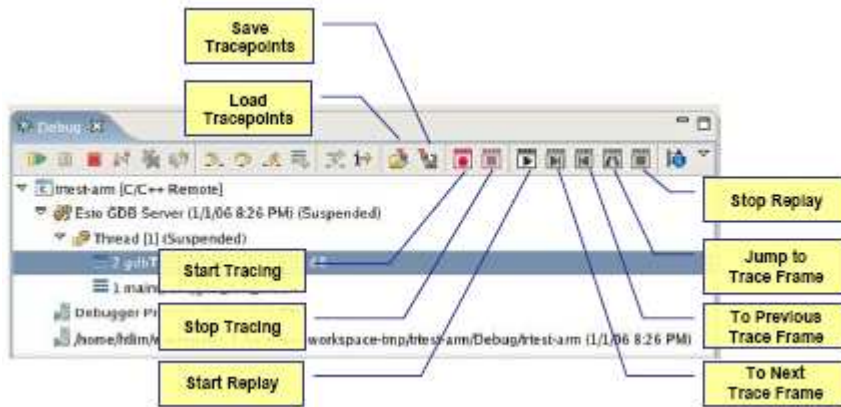 Save
Tracepoints
Load
Tracepoints
Debug
trtest-arm [C/C++ Remote]
Esto GDB Server (1/1/06 8:26 PM) (Suspended)
Thread [1] (Suspended)
Start Tracing
1 main
Stop Tracing
Debugger
workspace-tmp/trtest-arm/Debug/trtest-arm (1/1/06 8:26 PM)
Start Replay
Stop Replay
Jump to
Trace Frame
To Previous
Trace Frame
To Next
Trace Frame